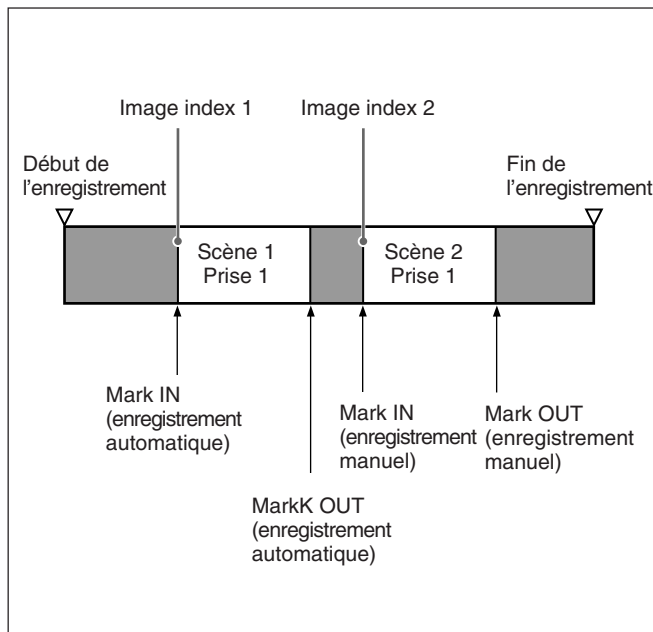 Image index 1
Image index 2
Début de
l'enregistrement
Fin de
l'enregistrement
Scène 1
Prise 1
Scène 2
Prise 1
Mark IN
(enregistrement
automatique)
Mark IN
(enregistrement
manuel)
Mark OUT
(enregistrement
manuel)
MarkK OUT
(enregistrement
automatique)